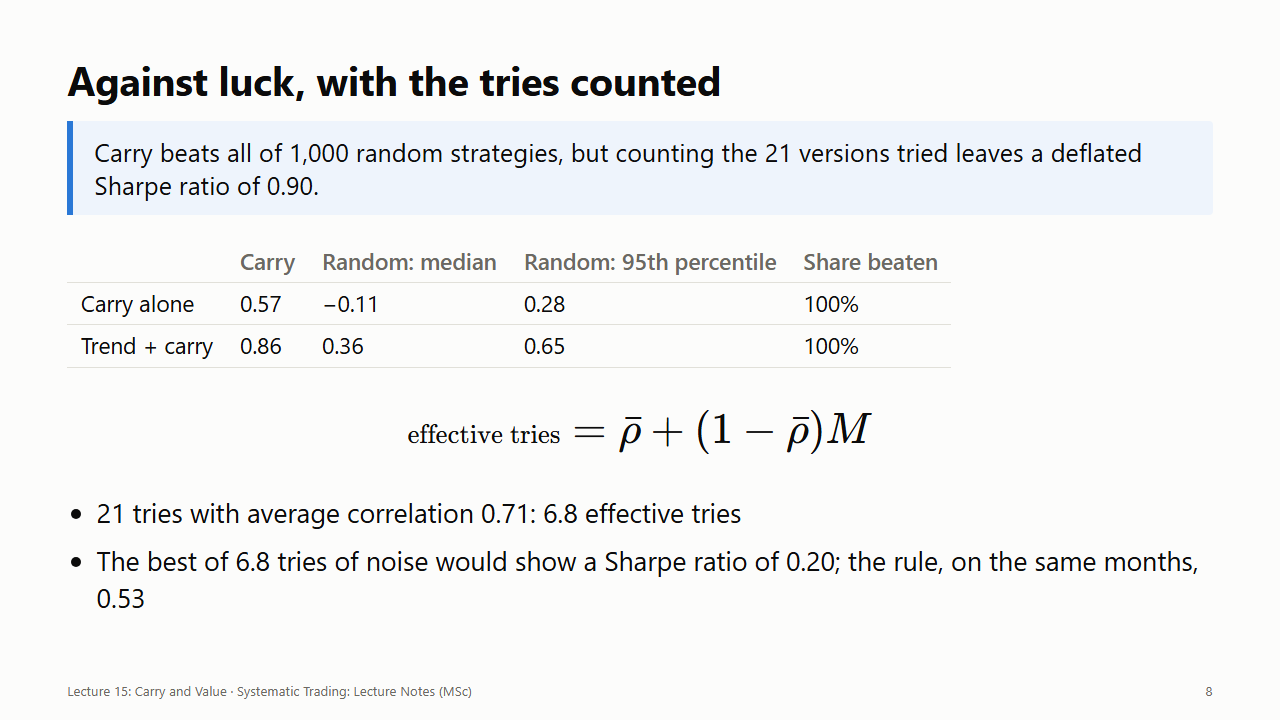 Against luck, with the tries counted
Carry beats all of 1,000 random strategies, but counting the 21 versions tried leaves a deflated
Sharpe ratio of 0.90.
Carry Random: median Random: 95th percentile Share beaten
Carry alone 0.57 −0.11 0.28 100%
Trend + carry 0.86 0.36 0.65 100%
effective tries = ρ̄ + (1 − ρ̄)M
• 21 tries with average correlation 0.71: 6.8 effective tries
• The best of 6.8 tries of noise would show a Sharpe ratio of 0.20; the rule, on the same months,
0.53
Lecture 15: Carry and Value · Systematic Trading: Lecture Notes (MSc) 8